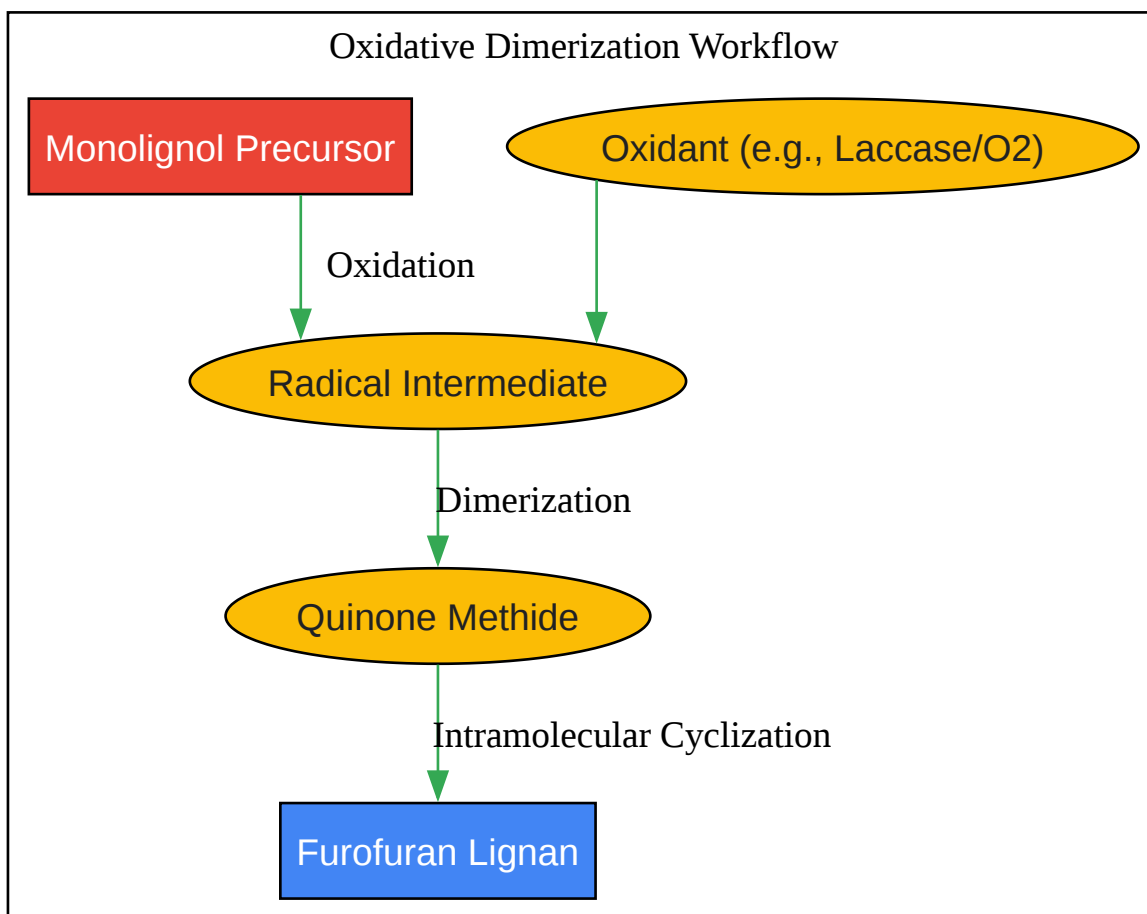 Oxidative Dimerization Workflow
Monolignol Precursor
Oxidant (e.g., Laccase/O2)
Oxidation
Radical Intermediate
Dimerization
Quinone Methide
Intramolecular Cyclization
Furofuran Lignan